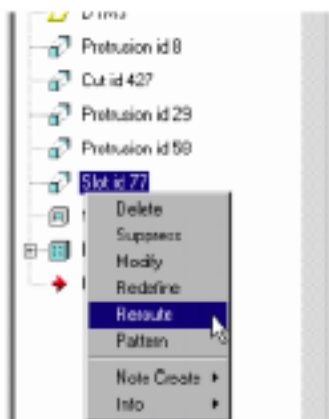 DTM3
Protrusion id 8
Cut id 427
Protrusion id 29
Protrusion id 58
Slot id 77
Delete
Suppress
Modify
Redefine
Reroute
Pattern
Note Create
Info